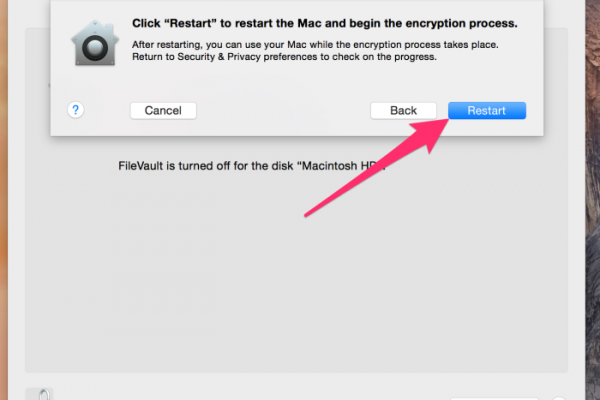 Click “Restart” to restart the Mac and begin the encryption process.
After restarting, you can use your Mac while the encryption process takes place.
Return to Security & Privacy preferences to check on the progress.
?
Cancel
Back
Restart
FileVault is turned off for the disk “Macintosh